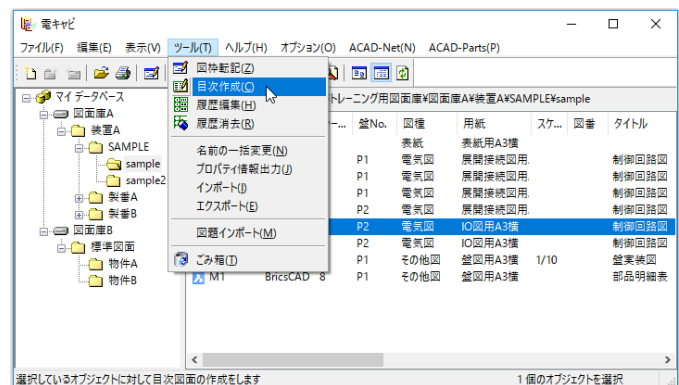 電キャビ
ファイル(F) 編集(E) 表示(V) ツール(T) ヘルプ(H) オプション(O) ACAD-Net(N) ACAD-Parts(P)
図枠転記(Z)
目次作成(C)
履歴編集(H)
履歴消去(R)
名前の一括変更(N)
プロパティ情報出力(J)
インポート(I)
エクスポート(E)
図題インポート(M)
ごみ箱(T)
マイ データベース
図面庫A
装置A
SAMPLE
sample
sample2
製番A
製番B
図面庫B
標準図面
物件A
物件B
トレーニング用図面庫¥図面庫A¥装置A¥SAMPLE¥sample
ー... 盤No. 図種 用紙 スケ... 図番 タイトル
表紙 表紙用A3横
P1 電気図 展開接続図用. 制御回路図
P1 電気図 展開接続図用. 制御回路図
P1 電気図 展開接続図用. 制御回路図
P2 電気図 展開接続図用. 制御回路図
P2 電気図 IO図用A3横 制御回路図
P2 電気図 IO図用A3横 制御回路図
P1 その他図 盤図用A3横 1/10 盤実装図
M1 BricsCAD 8 P1 その他図 盤図用A3横 部品明細表
選択しているオブジェクトに対して目次図面の作成をします 1 個のオブジェクトを選択